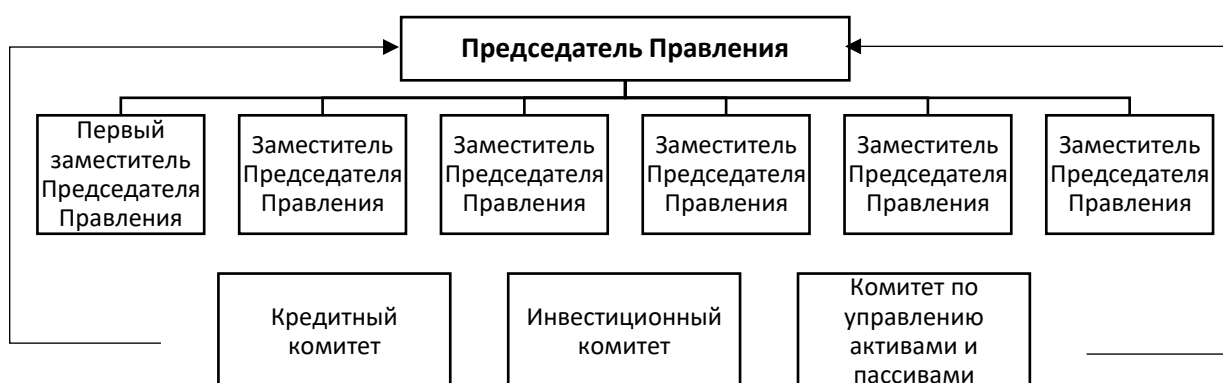 Председатель Правления
Первый
заместитель
Председателя
Правления
Заместитель
Председателя
Правления
Заместитель
Председателя
Правления
Заместитель
Председателя
Правления
Заместитель
Председателя
Правления
Заместитель
Председателя
Правления
Кредитный
комитет
Инвестиционный
комитет
Комитет по
управлению
активами и
пассивами